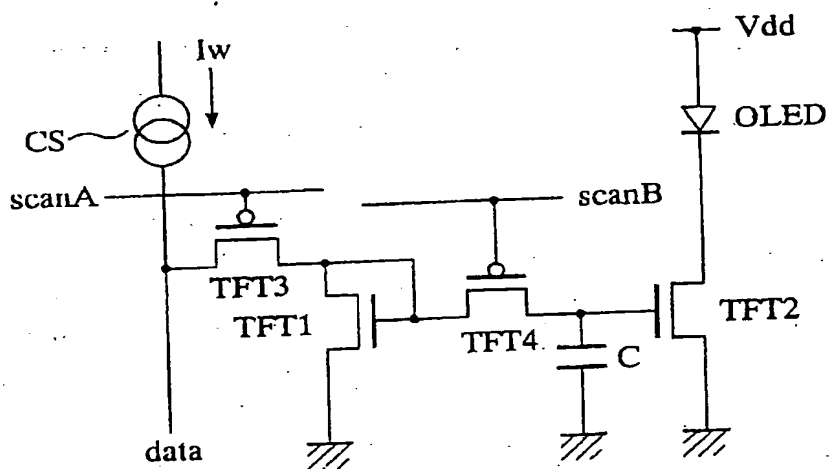 Iw
Vdd
CS
OLED
scanA
scanB
TFT3
TFT1
TFT4
C
TFT2
data